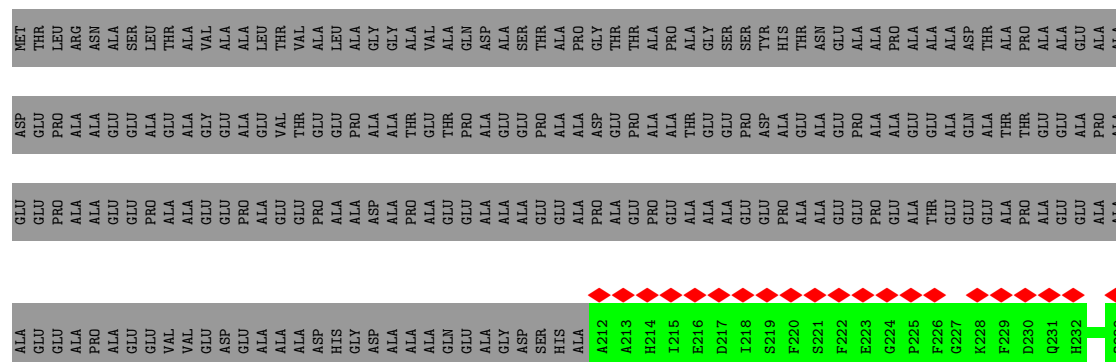 MET THR LEU ARG ASN ALA SER LEU THR ALA VAL ALA ALA LEU THR VAL ALA LEU ALA GLY GLY ALA VAL ALA GLN ASP ALA SER THR ALA PRO GLY THR THR ALA PRO ALA GLY SER SER TYR HIS THR ASN GLU ALA ALA PRO ALA ALA ALA ASP THR ALA PRO ALA ALA GLU ALA ALA
ASP GLU PRO ALA ALA GLU GLU ALA GLU ALA GLY GLU ALA GLU VAL THR GLU GLU PRO ALA ALA THR GLU THR PRO ALA GLU GLU PRO ALA ALA ASP GLU PRO ALA ALA THR GLU GLU PRO ASP ALA GLU ALA GLU PRO ALA ALA GLU GLU ALA GLN ALA THR THR GLU GLU ALA PRO ALA
GLU GLU PRO ALA ALA GLU GLU PRO ALA ALA GLU GLU PRO ALA GLU GLU PRO ALA ALA ASP ALA PRO ALA GLU GLU ALA ALA ALA GLU GLU ALA PRO ALA GLU PRO GLU ALA ALA ALA GLU GLU PRO ALA ALA GLU GLU PRO GLU ALA THR GLU GLU GLU ALA PRO ALA GLU GLU ALA ALA
ALA GLU GLU ALA PRO ALA GLU GLU VAL VAL GLU ASP GLU ALA ALA ALA ASP HIS GLY ASP ALA ALA ALA GLN GLU ALA GLY ASP SER HIS ALA A212 A213 H214 I215 E216 D217 I218 S219 F220 S221 F222 E223 G224 P225 F226 G227 K228 F229 D230 Q231 H232